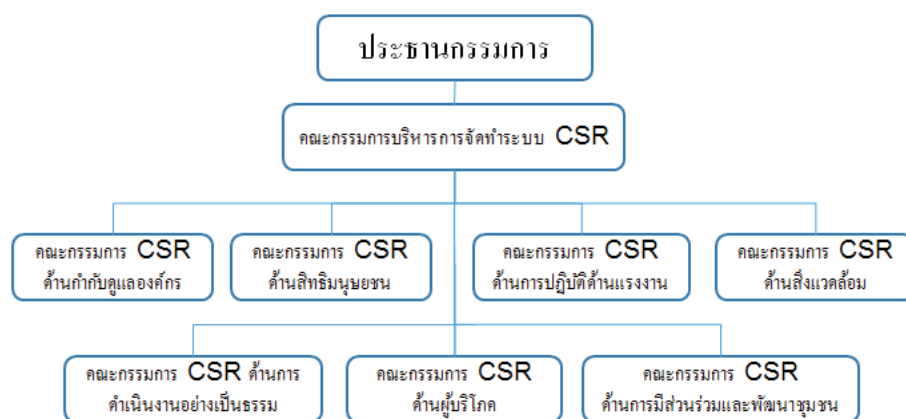 ประธานกรรมการ
คณะกรรมการบริหารการจัดทำระบบ CSR
คณะกรรมการ CSR
ด้านกำกับดูแลองค์กร
คณะกรรมการ CSR
ด้านสิทธิมนุษยชน
คณะกรรมการ CSR
ด้านการปฏิบัติด้านแรงงาน
คณะกรรมการ CSR
ด้านสิ่งแวดล้อม
คณะกรรมการ CSR ด้านการ
ดำเนินงานอย่างเป็นธรรม
คณะกรรมการ CSR
ด้านผู้บริโภค
คณะกรรมการ CSR
ด้านการมีส่วนร่วมและพัฒนาชุมชน